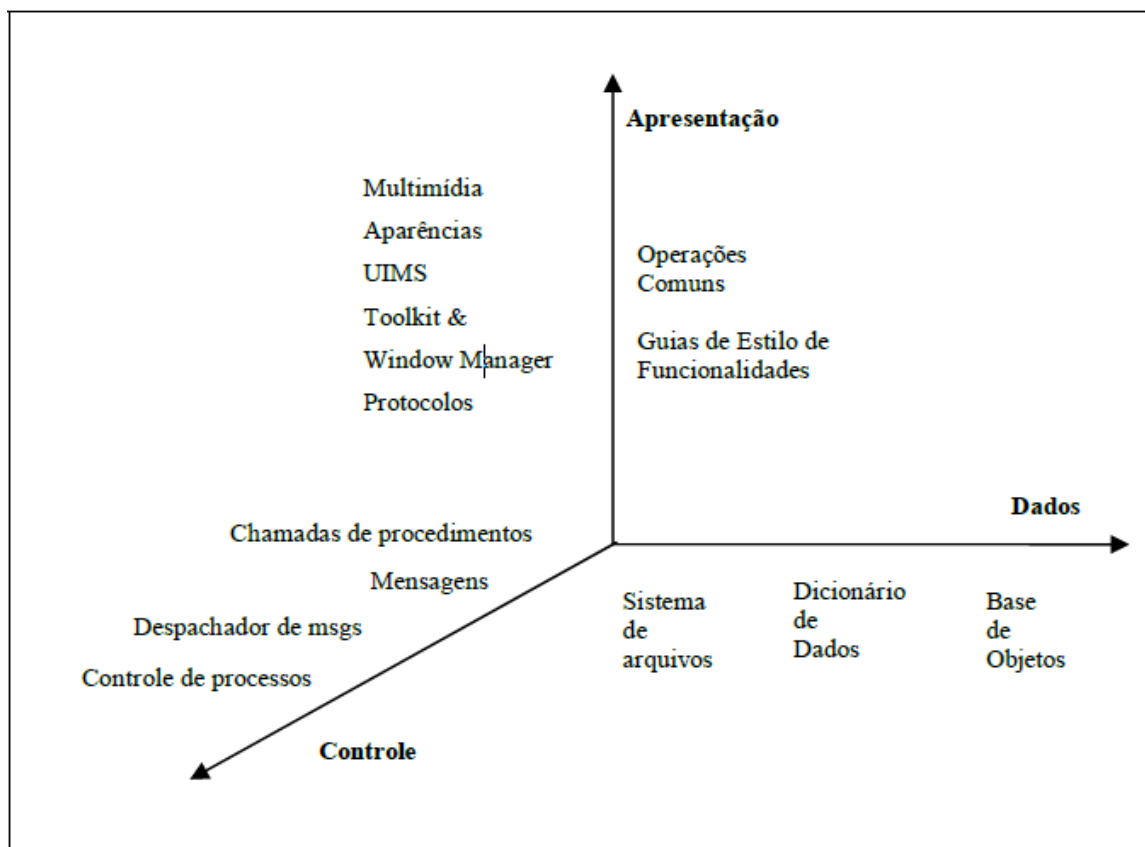 Apresentação
Multimídia
Aparências
UIMS
Toolkit &
Window Manager
Protocolos
Operações
Comuns
Guias de Estilo de
Funcionalidades
Dados
Chamadas de procedimentos
Mensagens
Despachador de msgs
Controle de processos
Controle
Sistema
de
arquivos
Dicionário
de
Dados
Base
de
Objetos